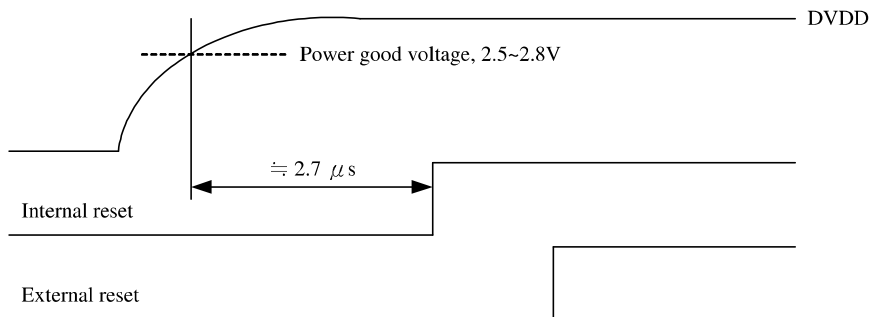 DVDD
Power good voltage, 2.5~2.8V
≒ 2.7 μs
Internal reset
External reset